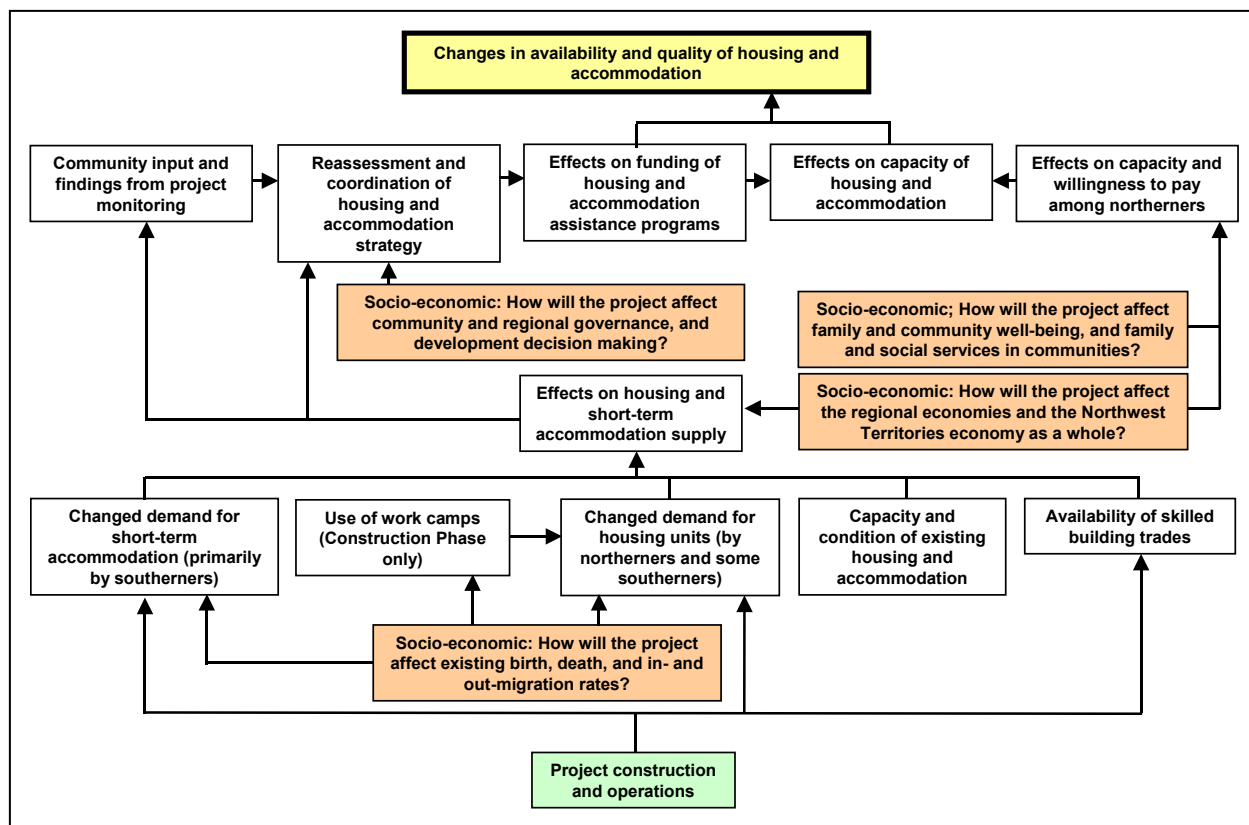 Changes in availability and quality of housing and
accommodation
Community input and
findings from project
monitoring
Reassessment and
coordination of
housing and
accommodation
strategy
Effects on funding of
housing and
accommodation
assistance programs
Effects on capacity of
housing and
accommodation
Effects on capacity and
willingness to pay
among northerners
Socio-economic: How will the project affect
community and regional governance, and
development decision making?
Socio-economic; How will the project affect
family and community well-being, and family
and social services in communities?
Effects on housing and
short-term
accommodation supply
Socio-economic: How will the project affect
the regional economies and the Northwest
Territories economy as a whole?
Changed demand for
short-term
accommodation (primarily
by southerners)
Use of work camps
(Construction Phase
only)
Changed demand for
housing units (by
northerners and some
southerners)
Capacity and
condition of existing
housing and
accommodation
Availability of skilled
building trades
Socio-economic: How will the project
affect existing birth, death, and in- and
out-migration rates?
Project construction
and operations